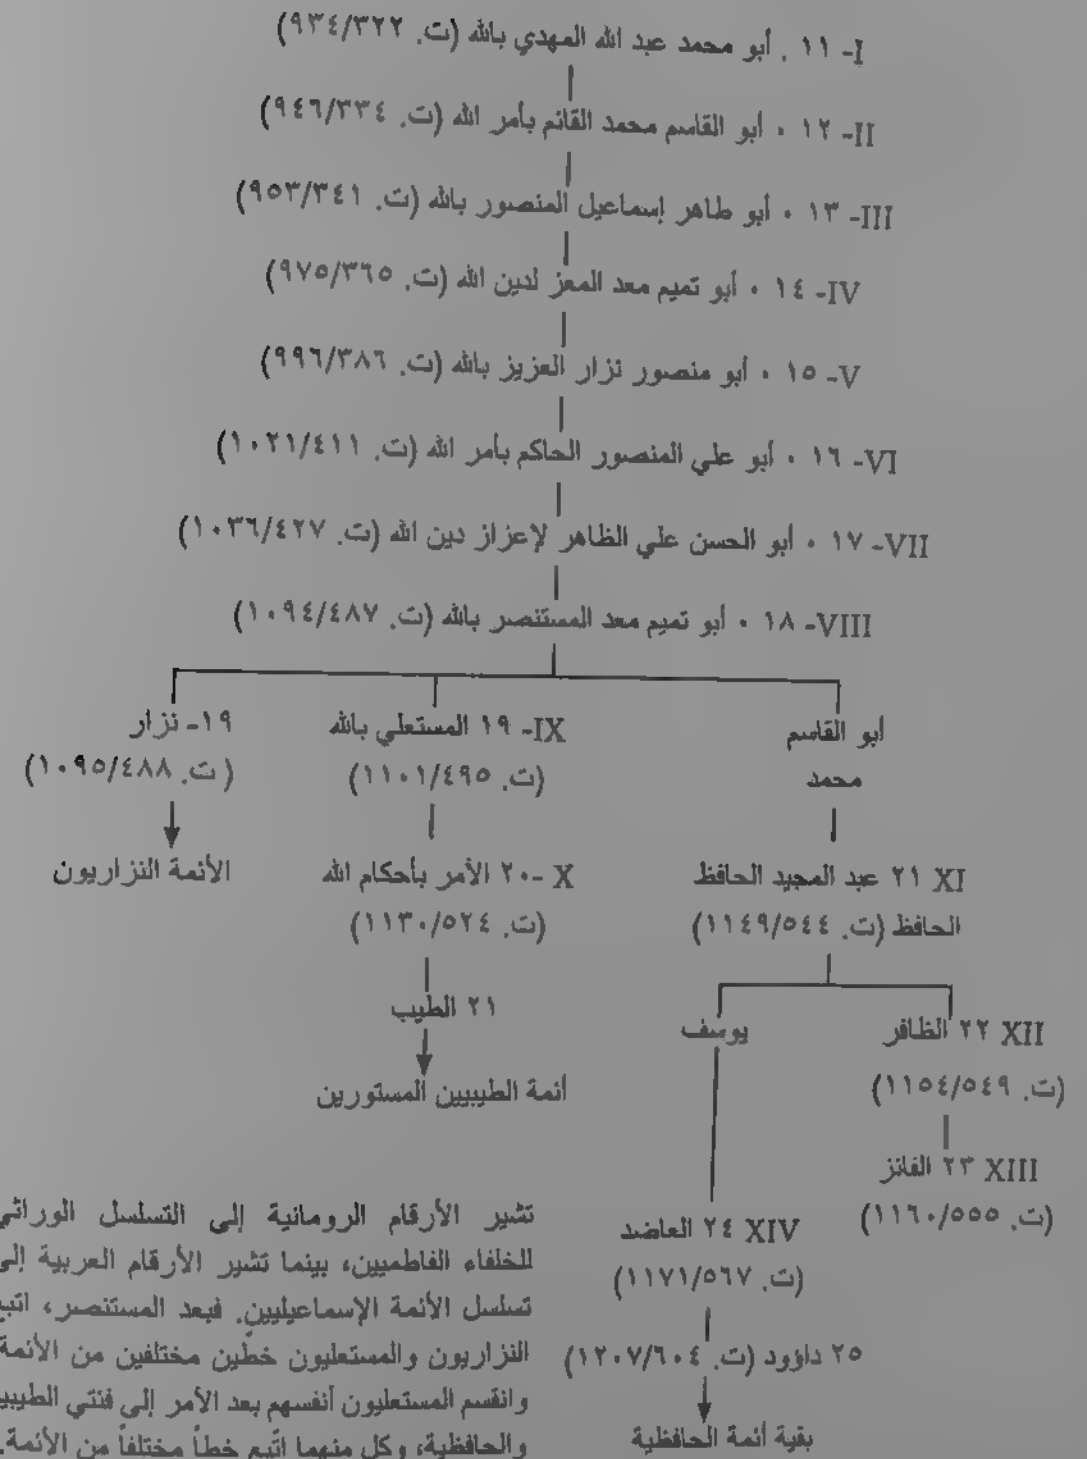 I- ١١ . أبو محمد عبد الله المهدي بالله (ت. ٩٣٤/٣٢٢)
II- ١٢ . أبو القاسم محمد القائم بأمر الله (ت. ٩٤٦/٣٣٤)
III- ١٣ . أبو طاهر إسماعيل المنصور بالله (ت. ٩٥٣/٣٤١)
IV- ١٤ . أبو تميم معد المعز لدين الله (ت. ٩٧٥/٣٦٥)
V- ١٥ . أبو منصور نزار العزيز بالله (ت. ٩٩٦/٣٨٦)
VI- ١٦ . أبو علي المنصور الحاكم بأمر الله (ت. ١٠٢١/٤١١)
VII- ١٧ . أبو الحسن علي الظاهر لإعزاز دين الله (ت. ١٠٣٦/٤٢٧)
VIII- ١٨ . أبو تميم معد المستنصر بالله (ت. ١٠٩٤/٤٨٧)
أبو القاسم
محمد
IX- ١٩ المستعلي بالله
(ت. ١١٠١/٤٩٥)
١٩- نزار
(ت. ١٠٩٥/٤٨٨)
XI ٢١ عبد المجيد الحافظ
الحافظ (ت. ١١٤٩/٥٤٤)
X -٢٠ الآمر بأحكام الله
(ت. ١١٣٠/٥٢٤)
الأئمة النزاريون
٢١ الطيب
أئمة الطيبيين المستورين
XII ٢٢ الظافر
(ت. ١١٥٤/٥٤٩)
يوسف
XIII ٢٣ الفائز
(ت. ١١٦٠/٥٥٥)
XIV ٢٤ العاضد
(ت. ١١٧١/٥٦٧)
٢٥ داؤود (ت. ١٢٠٧/٦٠٤)
بقية أئمة الحافظية
تشير الأرقام الرومانية إلى التسلسل الوراثي
للخلفاء الفاطميين، بينما تشير الأرقام العربية إلى
تسلسل الأئمة الإسماعيليين. فبعد المستنصر، اتبع
النزاريون والمستعليون خطّين مختلفين من الأئمة.
وانقسم المستعليون أنفسهم بعد الآمر إلى فئتي الطيبية
والحافظية، وكل منهما اتّبع خطاً مختلفاً من الأئمة.